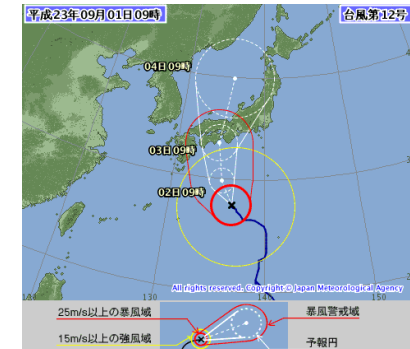 平成23年09月01日09時
台風第12号
04日09時
03日09時
02日09時
All rights reserved. Copyright © Japan Meteorological Agency
130
140
150
25m/s以上の暴風域
暴風警戒域
15m/s以上の強風域
予報円